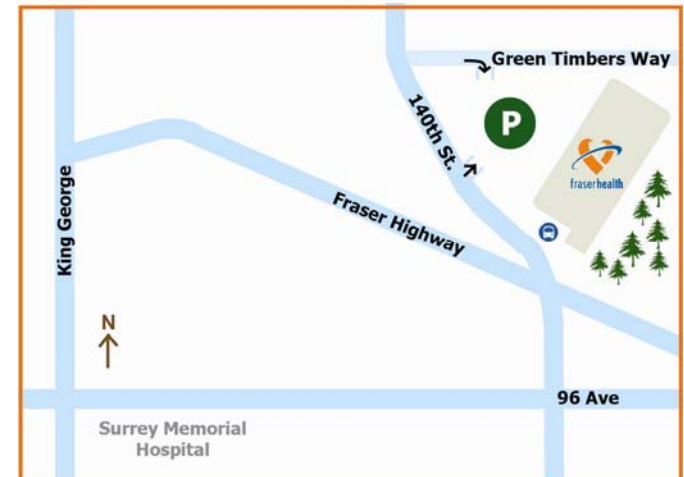 Green Timbers Way
140th St.
P
fraserhealth
King George
Fraser Highway
N
96 Ave
Surrey Memorial
Hospital